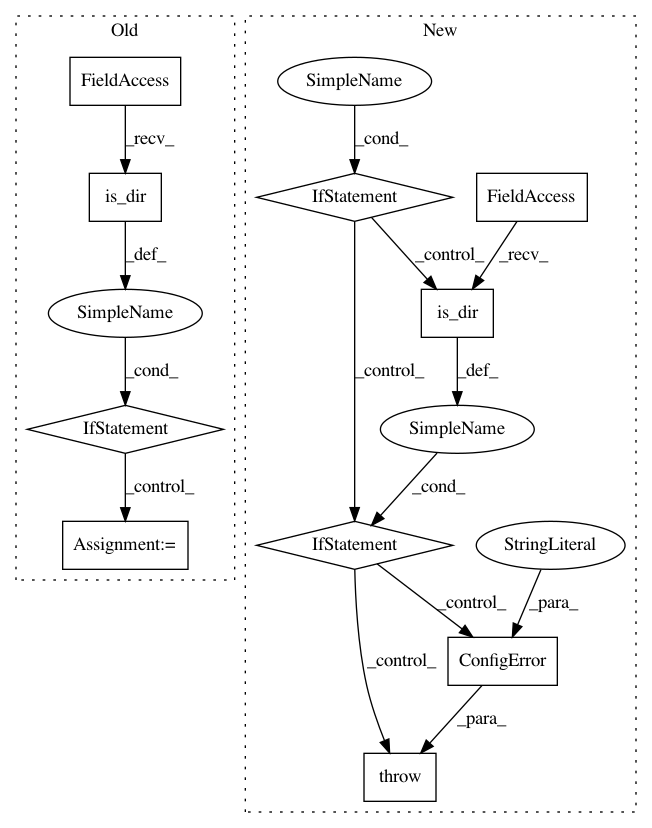 Old
FieldAccess
_recv_
is_dir
_def_
SimpleName
_cond_
IfStatement
_control_
Assignment:=
New
SimpleName
_cond_
IfStatement
FieldAccess
_control_
_recv_
is_dir
_control_
_def_
SimpleName
_cond_
IfStatement
StringLiteral
_control_
_para_
_control_
ConfigError
_para_
throw